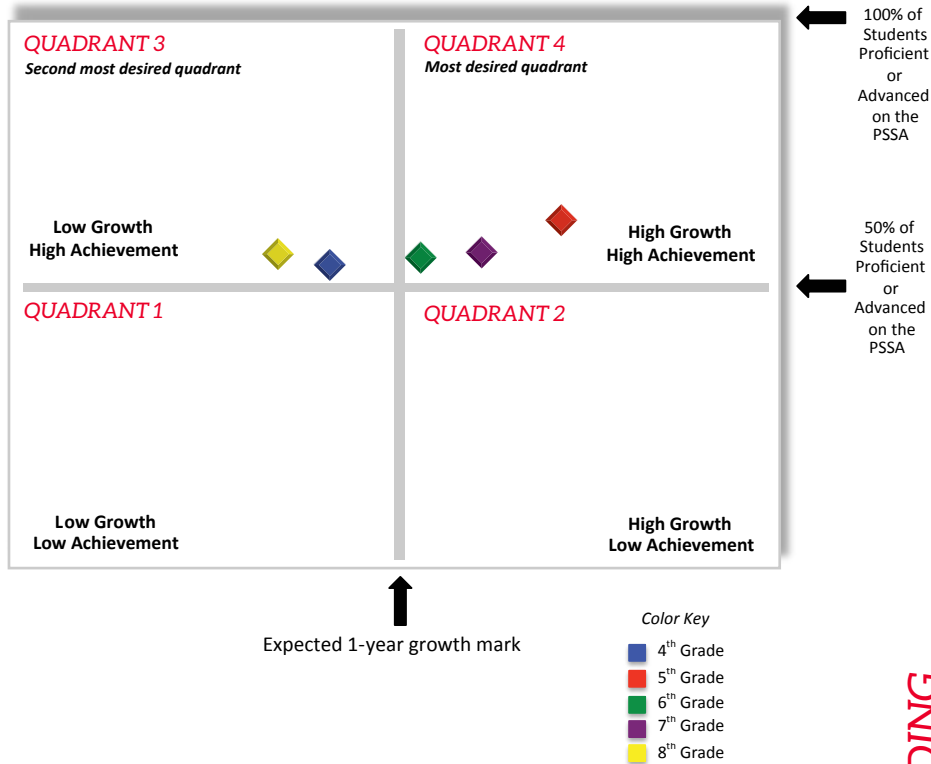 QUADRANT 3
Second most desired quadrant
QUADRANT 4
Most desired quadrant
100% of
Students
Proficient
or
Advanced
on the
PSSA
Low Growth
High Achievement
High Growth
High Achievement
50% of
Students
Proficient
or
Advanced
on the
PSSA
QUADRANT 1
QUADRANT 2
Low Growth
Low Achievement
High Growth
Low Achievement
Expected 1-year growth mark
Color Key
4th Grade
5th Grade
6th Grade
7th Grade
8th Grade